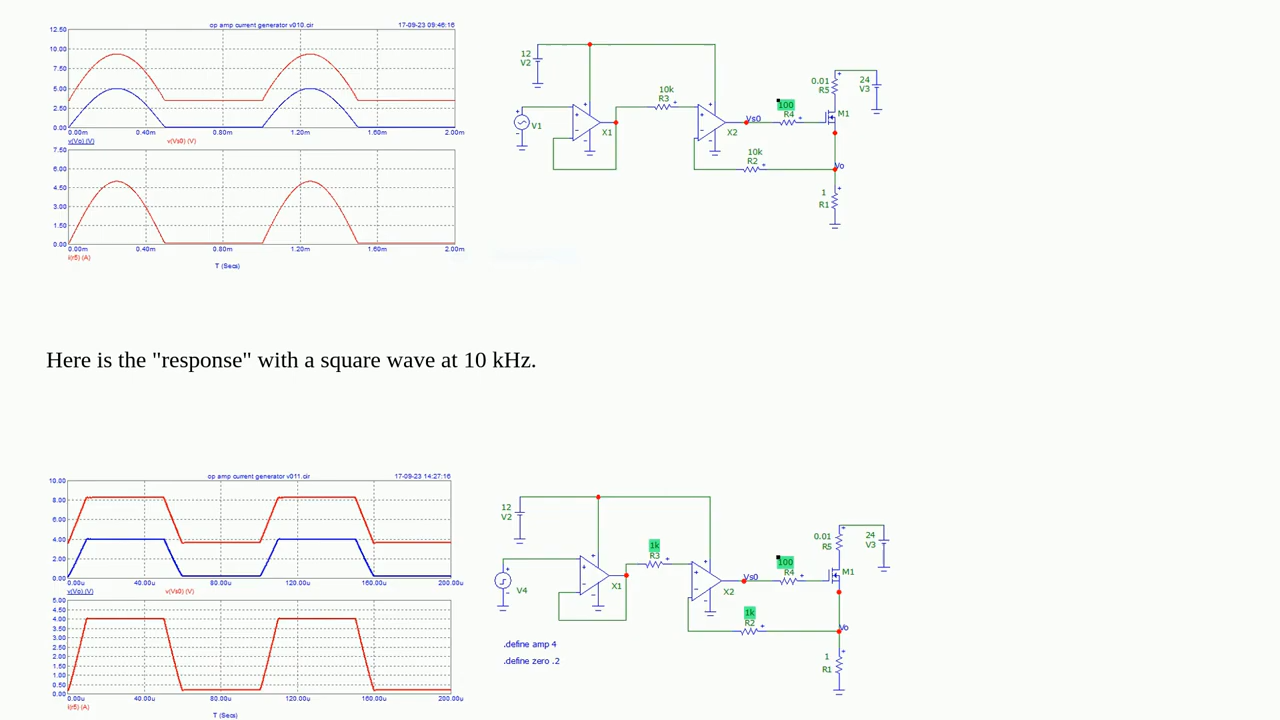 op amp current generator v010.cir 17-09-23 09:46:16
12.50
10.00
7.50
5.00
2.50
0.00
0.00m 0.40m 0.80m 1.20m 1.60m 2.00m
v(Vo) (V) v(Vs0) (V)
7.50
6.00
4.50
3.00
1.50
0.00
0.00m 0.40m 0.80m 1.20m 1.60m 2.00m
i(r5) (A)
T (Secs)
12
V2
V1
X1
10k
R3
X2
Vs0
100
R4
10k
R2
0.01
R5
24
V3
M1
Vo
1
R1
Here is the "response" with a square wave at 10 kHz.
op amp current generator v011.cir 17-09-23 14:27:16
10.00
8.00
6.00
4.00
2.00
0.00
0.00u 40.00u 80.00u 120.00u 160.00u 200.00u
v(Vo) (V) v(Vs0) (V)
5.00
4.50
4.00
3.50
3.00
2.50
2.00
1.50
1.00
0.50
0.00
0.00u 40.00u 80.00u 120.00u 160.00u 200.00u
i(r5) (A)
T (Secs)
12
V2
V4
X1
1k
R3
X2
Vs0
100
R4
1k
R2
0.01
R5
24
V3
M1
Vo
1
R1
.define amp 4
.define zero .2